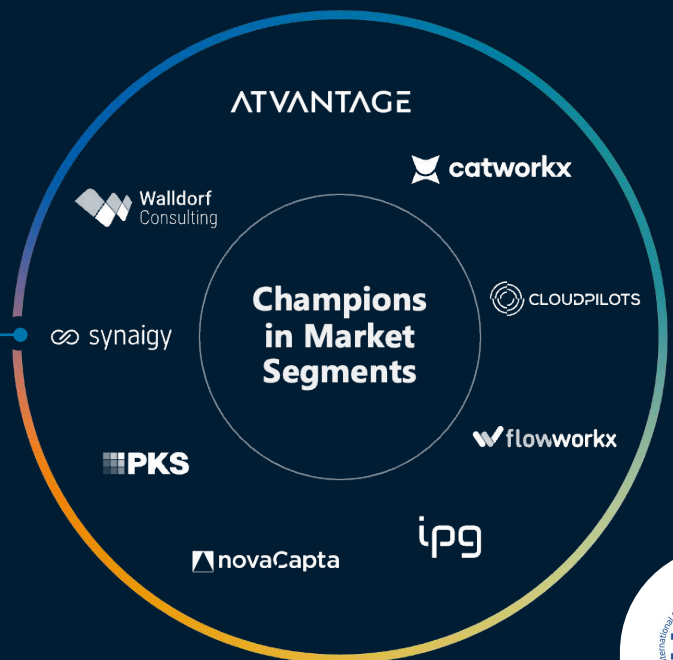 ATVANTAGE
catworkx
Walldorf
Consulting
CLOUDPILOTS
Champions
in Market
Segments
synaigy
flowworkx
PKS
ipg
novaCapta